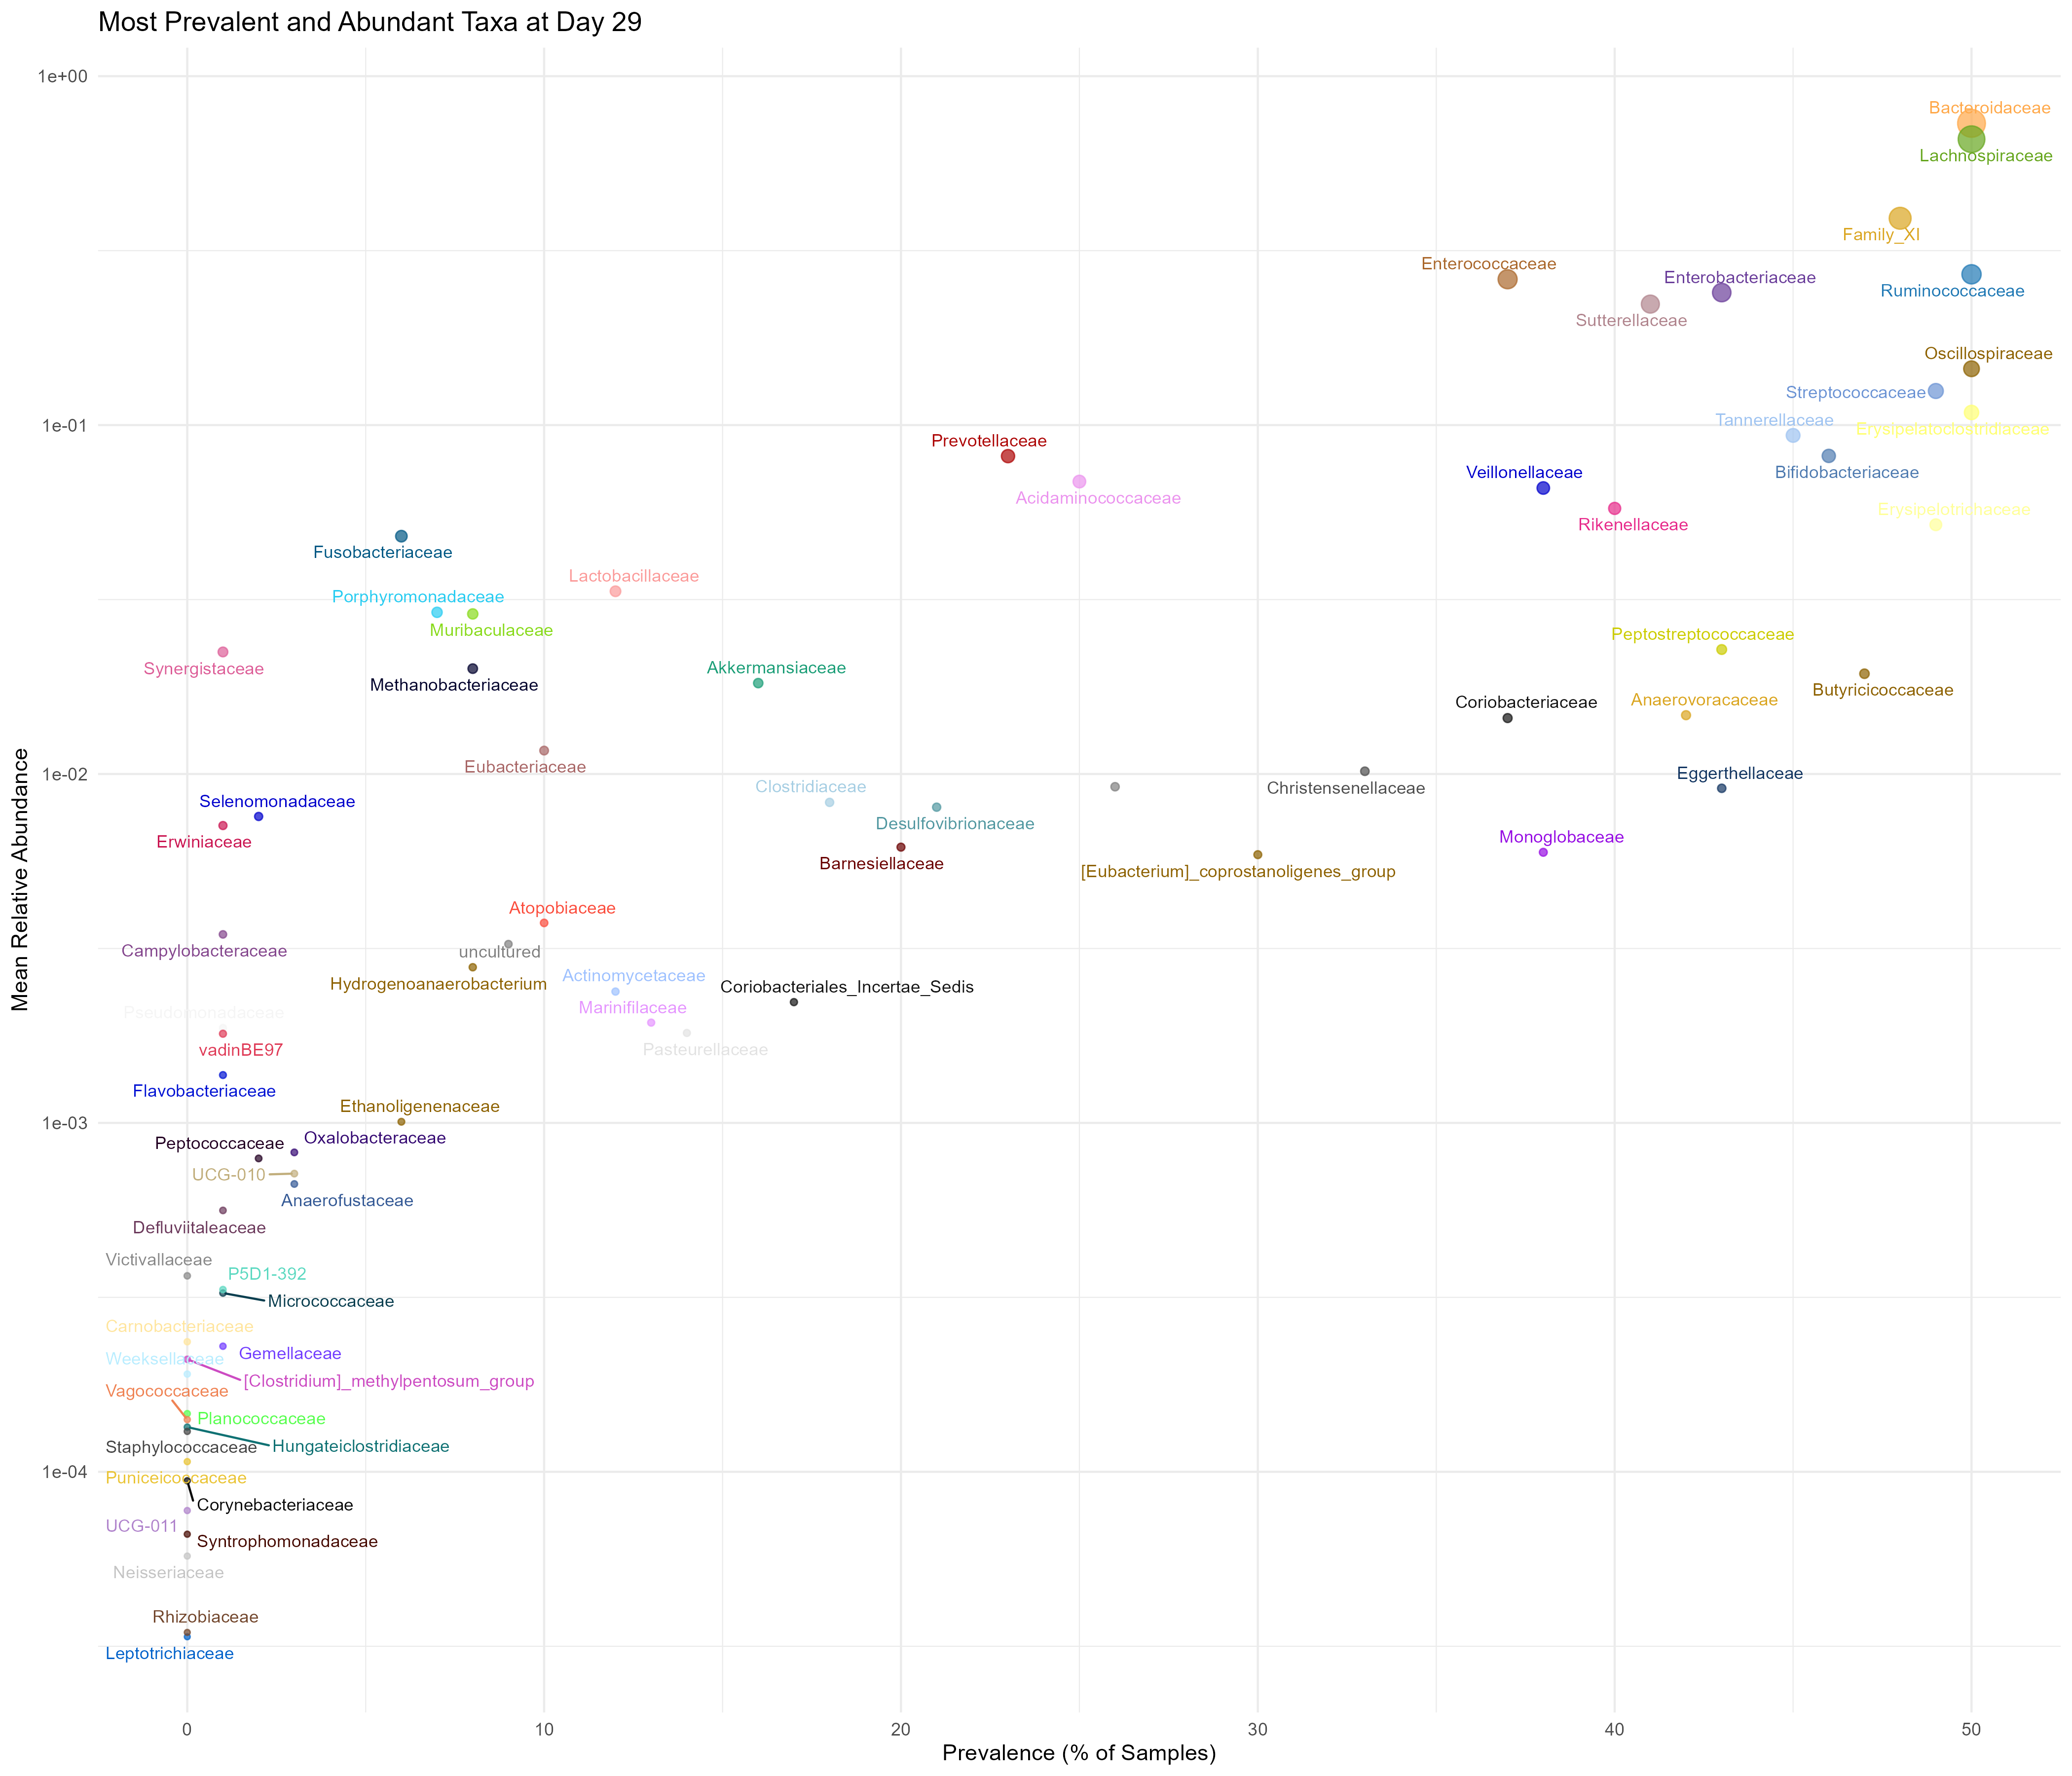 Most Prevalent and Abundant Taxa at Day 29
1e+00
Bacteroidaceae
Lachnospiraceae
Family_XI
Enterococcaceae
Enterobacteriaceae
Ruminococcaceae
Sutterellaceae
Oscillospiraceae
Streptococcaceae
1e-01
Tannerellaceae
Erysipelatoclostridiaceae
Prevotellaceae
Veillonellaceae
Bifidobacteriaceae
Acidaminococcaceae
Erysipelotrichaceae
Rikenellaceae
Fusobacteriaceae
Lactobacillaceae
Porphyromonadaceae
Muribaculaceae
Peptostreptococcaceae
Synergistaceae
Akkermansiaceae
Methanobacteriaceae
Butyricicoccaceae
Anaerovoracaceae
Coriobacteriaceae
Eubacteriaceae
1e-02
Eggerthellaceae
Clostridiaceae
Christensenellaceae
Selenomonadaceae
Desulfovibrionaceae
Monoglobaceae
Erwiniaceae
Barnesiellaceae
[Eubacterium]_coprostanoligenes_group
Atopobiaceae
Campylobacteraceae
uncultured
Actinomycetaceae
Hydrogenoanaerobacterium
Coriobacteriales_Incertae_Sedis
Marinifilaceae
Pseudomonadaceae
vadinBE97
Pasteurellaceae
Flavobacteriaceae
Ethanoligenenaceae
1e-03
Oxalobacteraceae
Peptococcaceae
UCG-010
Anaerofustaceae
Defluviitaleaceae
Victivallaceae
P5D1-392
Micrococcaceae
Carnobacteriaceae
Gemellaceae
Weeksellaceae
[Clostridium]_methylpentosum_group
Vagococcaceae
Planococcaceae
Hungateiclostridiaceae
Staphylococcaceae
1e-04
Puniceicoccaceae
Corynebacteriaceae
UCG-011
Syntrophomonadaceae
Neisseriaceae
Rhizobiaceae
Leptotrichiaceae
0 10 20 30 40 50
Prevalence (% of Samples)
Mean Relative Abundance